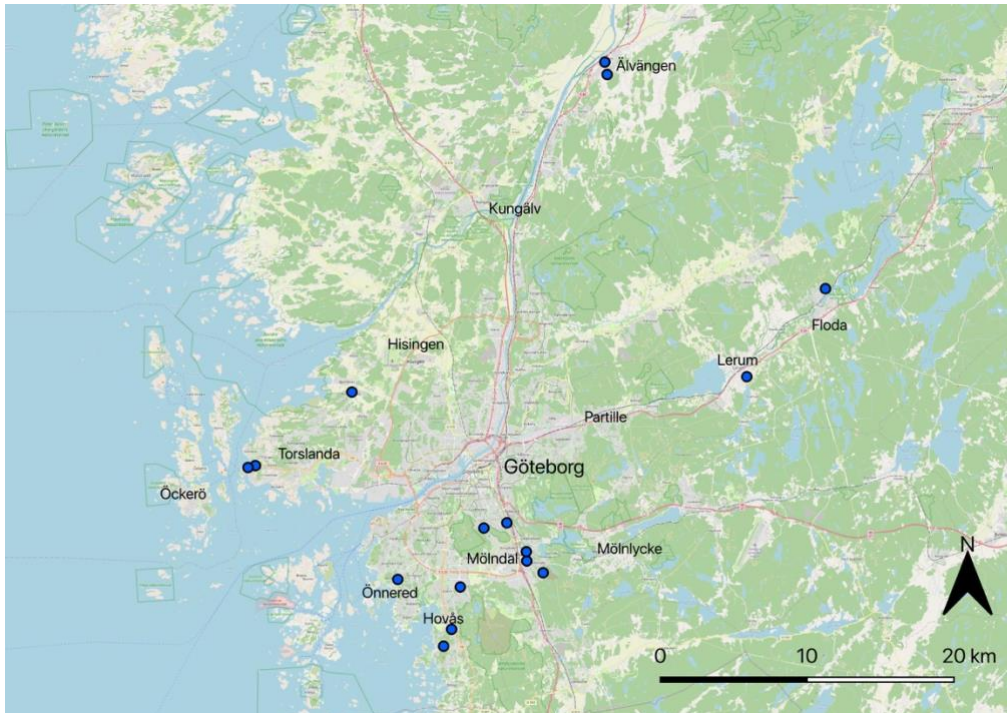 Älvängen
Kungälv
Floda
Hisingen
Lerum
Partille
Torslanda
Göteborg
Öckerö
Mölndal
Mölnlycke
N
Önnered
Hovås
0 10 20 km